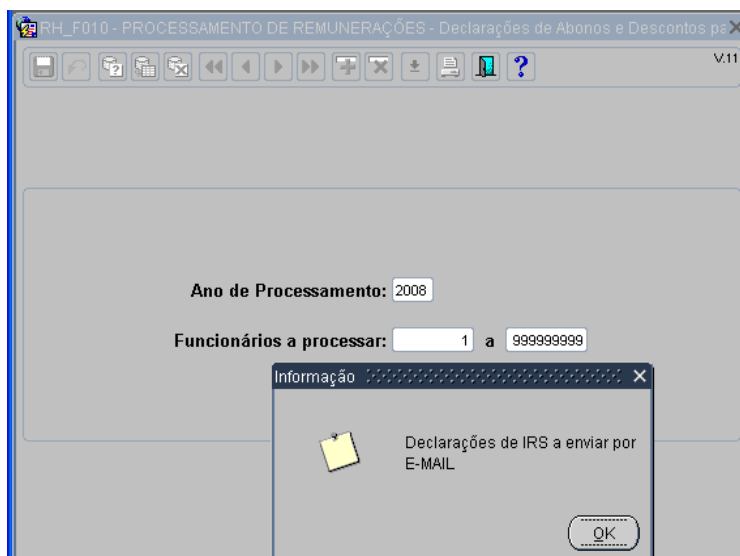 RH_F010 - PROCESSAMENTO DE REMUNERAÇÕES - Declarações de Abonos e Descontos pa
V.11
Ano de Processamento: 2008
Funcionários a processar: 1 a 999999999
Informação
Declarações de IRS a enviar por
E-MAIL
OK